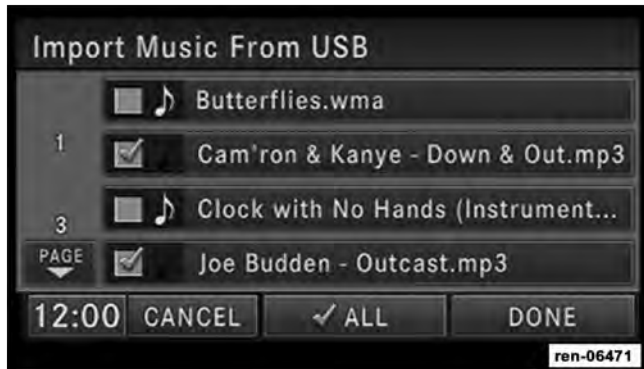 Import Music From USB
Butterflies.wma
1
Cam'ron & Kanye - Down & Out.mp3
Clock with No Hands (Instrument...
3
PAGE
Joe Budden - Outcast.mp3
12:00 CANCEL ✓ ALL DONE
ren-06471